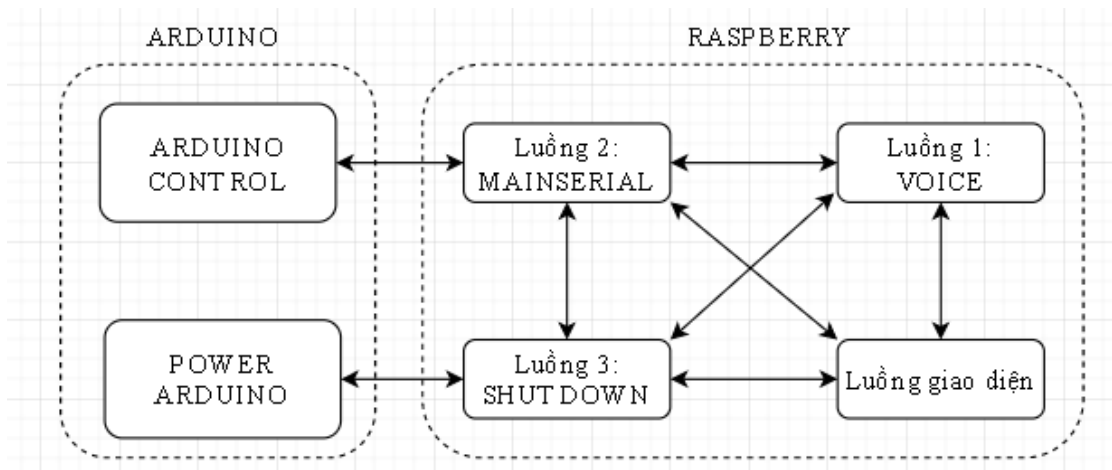 ARDUINO
RASPBERRY
ARDUINO
CONTROL
Luồng 2:
MAINSERIAL
Luồng 1:
VOICE
POWER
ARDUINO
Luồng 3:
SHUTDOWN
Luồng giao diện